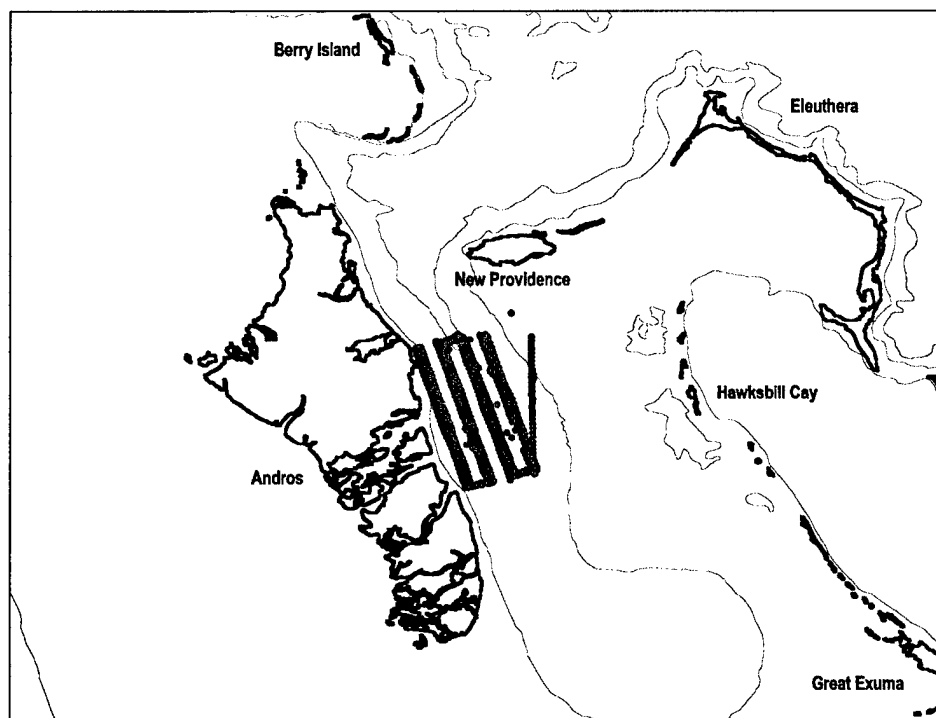 Berry Island
Eleuthera
New Providence
Hawksbill Cay
Andros
Great Exuma